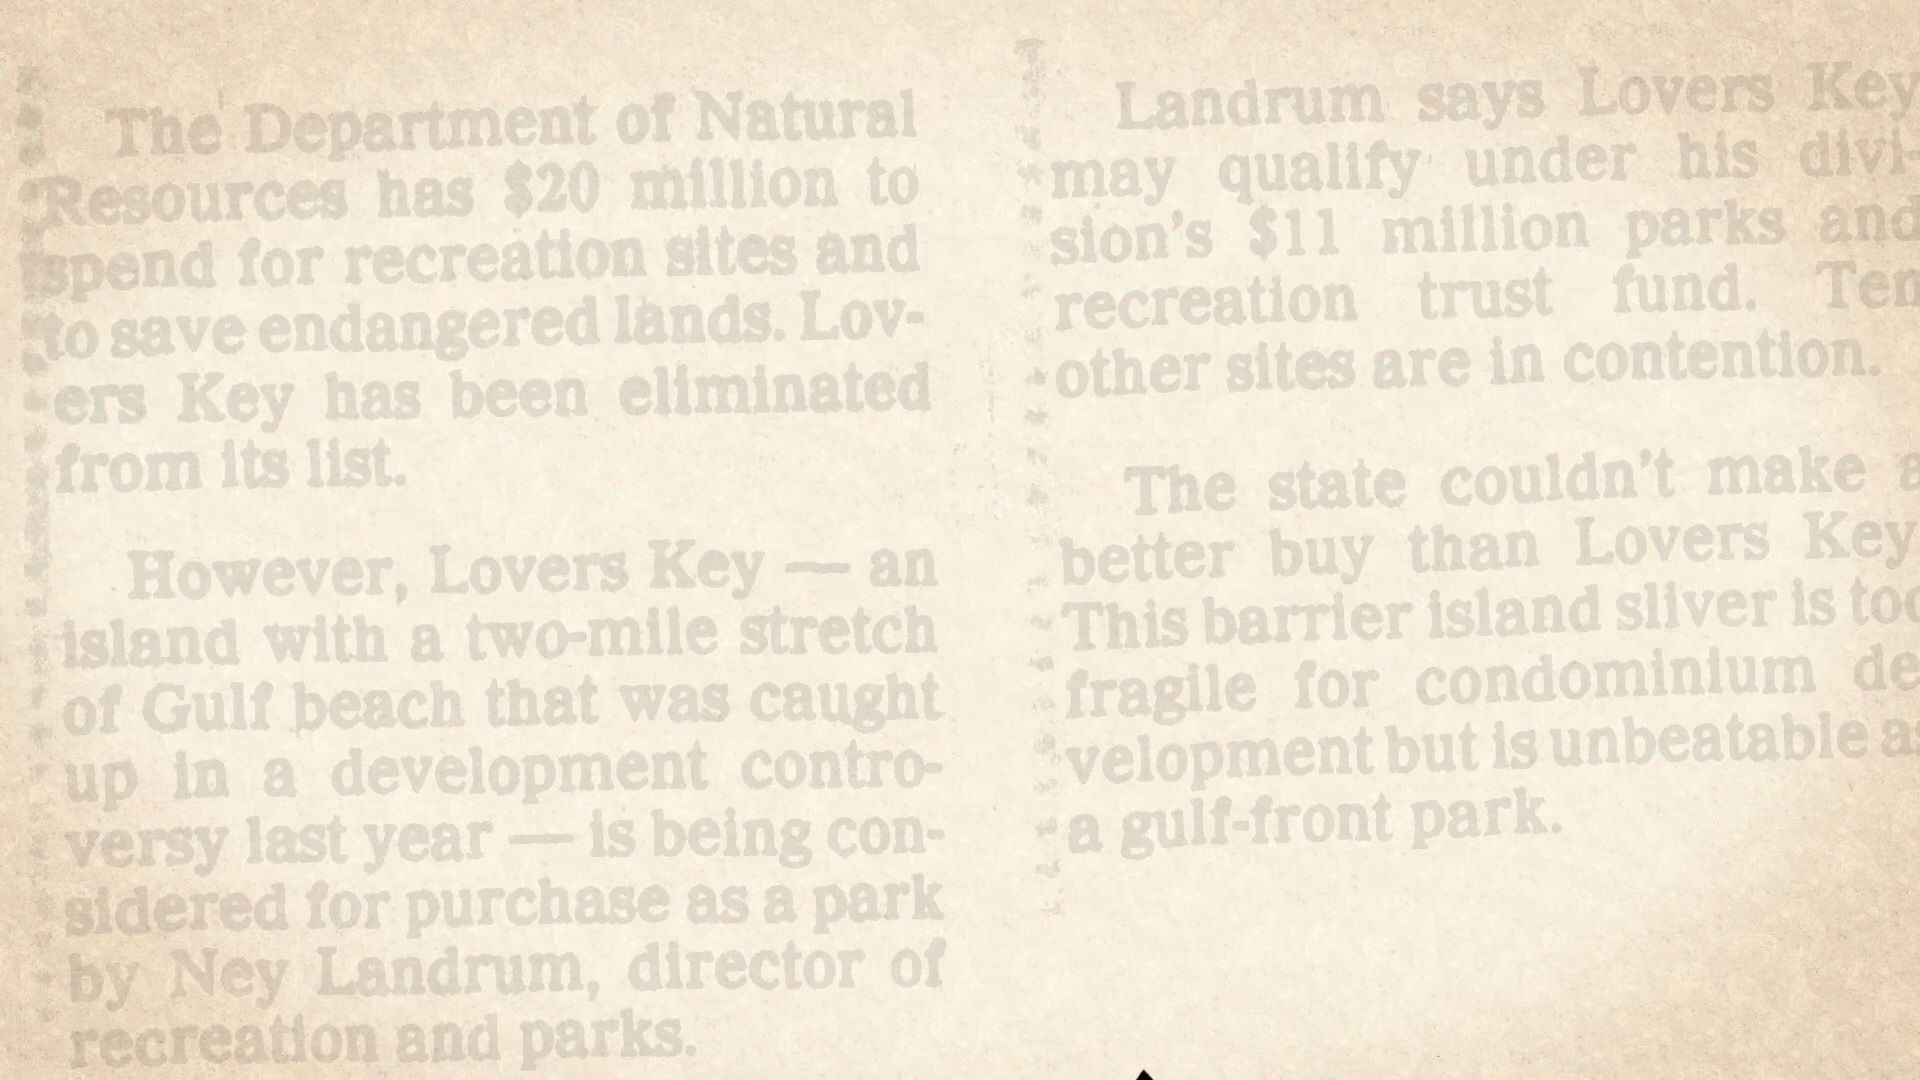 The Department of Natural
Resources has $20 million to
spend for recreation sites and
to save endangered lands. Lov-
ers Key has been eliminated
from its list.
However, Lovers Key — an
island with a two-mile stretch
of Gulf beach that was caught
up in a development contro-
versy last year — is being con-
sidered for purchase as a park
by Ney Landrum, director of
recreation and parks.
Landrum says Lovers Key
may qualify under his divi-
sion's $11 million parks and
recreation trust fund. Ten
other sites are in contention.
The state couldn't make a
better buy than Lovers Key
This barrier island sliver is too
fragile for condominium de
velopment but is unbeatable as
a gulf-front park.